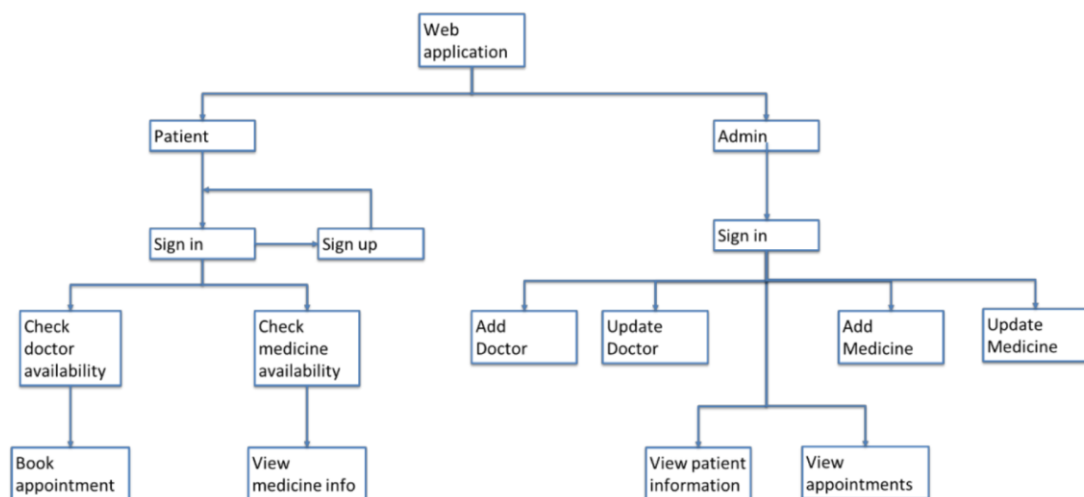 Web
application
Patient
Admin
Sign in
Sign up
Sign in
Check
doctor
availability
Check
medicine
availability
Add
Doctor
Update
Doctor
Add
Medicine
Update
Medicine
Book
appointment
View
medicine info
View patient
information
View
appointments